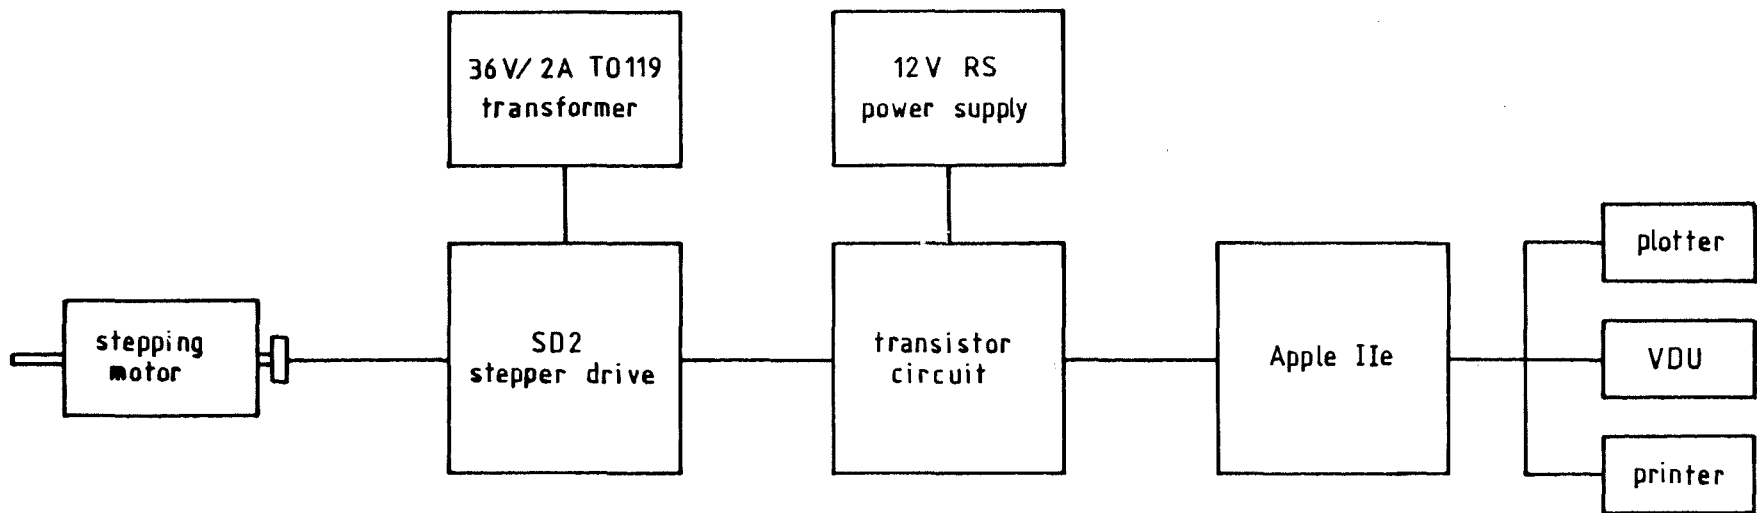 36V/2A TO119
transformer
12V RS
power supply
plotter
stepping
motor
SD2
stepper drive
transistor
circuit
Apple IIe
VDU
printer